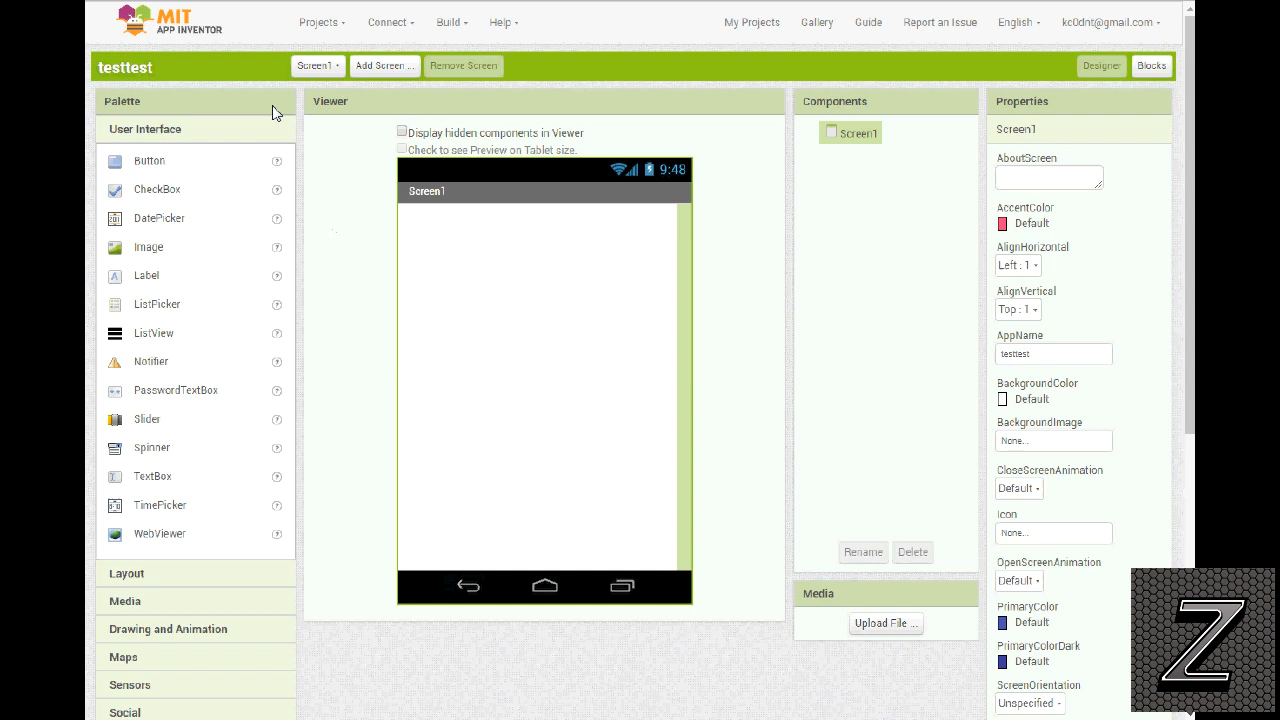 MIT
APP INVENTOR
Projects
Connect
Build
Help
My Projects
Gallery
Guide
Report an Issue
English
kc0dnt@gmail.com
testtest
Screen1
Add Screen ...
Remove Screen
Designer
Blocks
Palette
User Interface
Button
CheckBox
DatePicker
Image
Label
ListPicker
ListView
Notifier
PasswordTextBox
Slider
Spinner
TextBox
TimePicker
WebViewer
Layout
Media
Drawing and Animation
Maps
Sensors
Social
Viewer
Display hidden components in Viewer
Check to see Preview on Tablet size.
9:48
Screen1
Components
Screen1
Rename
Delete
Media
Upload File ...
Properties
Screen1
AboutScreen
AccentColor
Default
AlignHorizontal
Left : 1
AlignVertical
Top : 1
AppName
testtest
BackgroundColor
Default
BackgroundImage
None...
CloseScreenAnimation
Default
Icon
None...
OpenScreenAnimation
Default
PrimaryColor
Default
PrimaryColorDark
Default
ScreenOrientation
Unspecified
Z